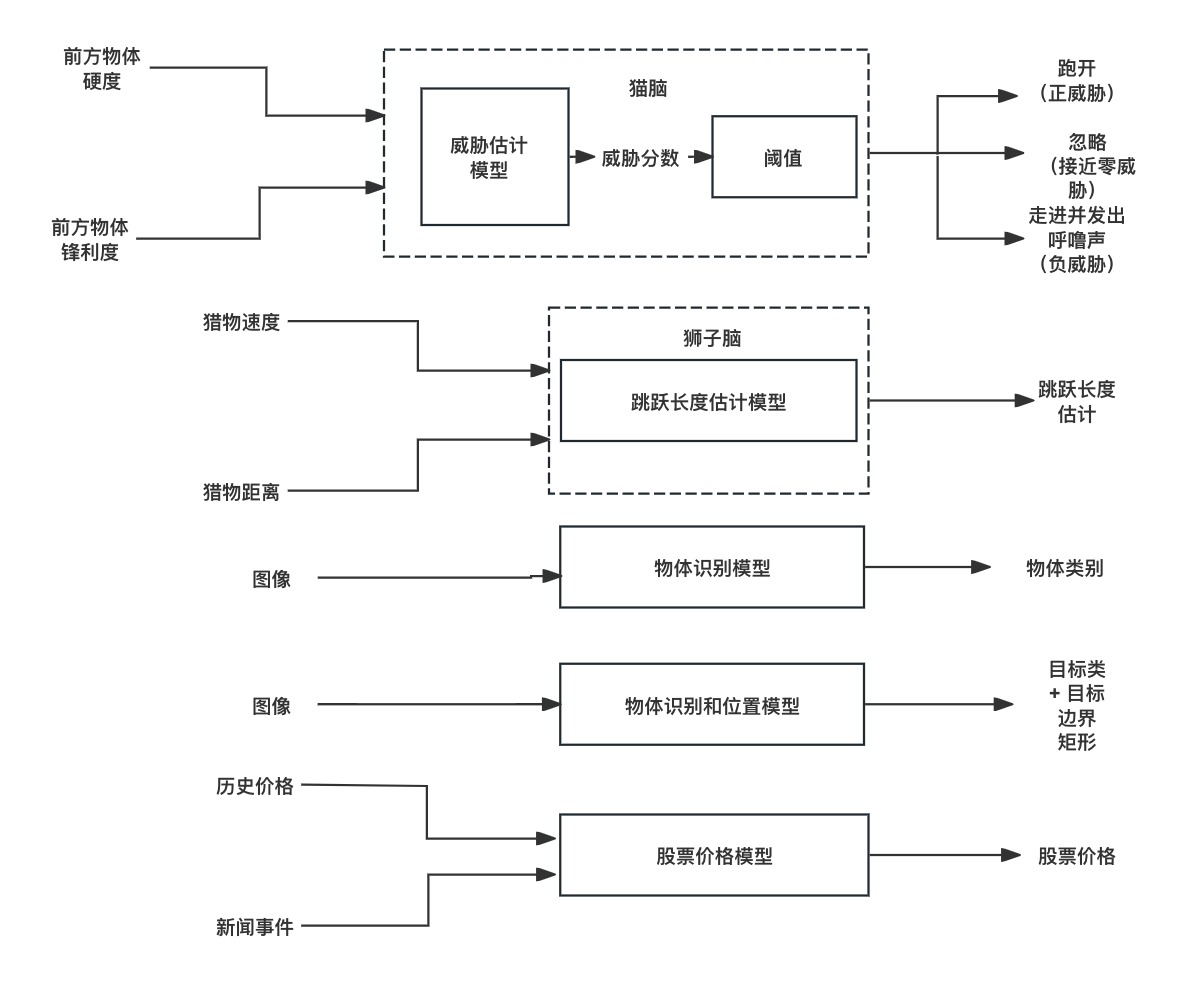 前方物体
硬度
前方物体
锋利度
猫脑
威胁估计
模型
威胁分数
阈值
跑开
（正威胁）
忽略
（接近零威
胁）
走进并发出
呼噜声
（负威胁）
猎物速度
猎物距离
狮子脑
跳跃长度估计模型
跳跃长度
估计
图像
物体识别模型
物体类别
图像
物体识别和位置模型
目标类
+ 目标
边界
矩形
历史价格
新闻事件
股票价格模型
股票价格